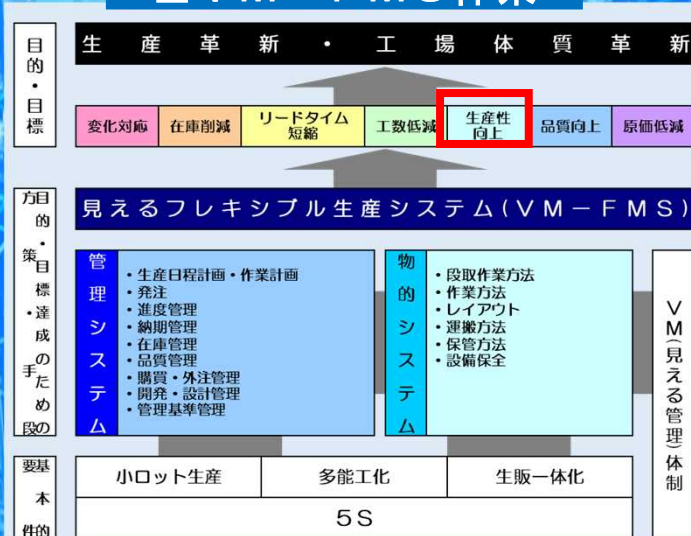 目的・目標
生産革新・工場体質革新
変化対応
在庫削減
リードタイム
短縮
工数低減
生産性
向上
品質向上
原価低減
目的・目標達成のための
方策・手段
見えるフレキシブル生産システム(VM－FMS)
管理システム
・生産日程計画・作業計画
・発注
・進度管理
・納期管理
・在庫管理
・品質管理
・購買・外注管理
・開発・設計管理
・管理基準管理
物的システム
・段取作業方法
・作業方法
・レイアウト
・運搬方法
・保管方法
・設備保全
VM(見える管理)体制
基本的
要件
小ロット生産
多能工化
生販一体化
5S